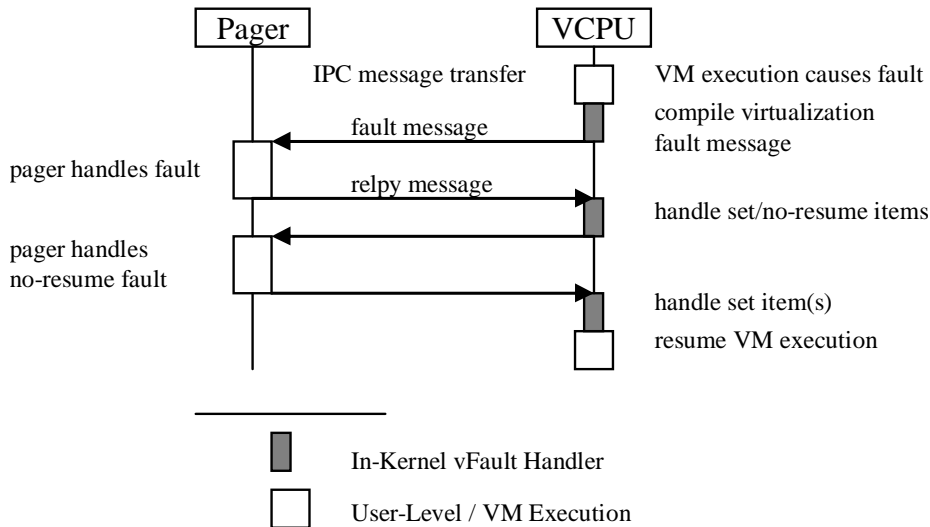 Pager
VCPU
IPC message transfer
VM execution causes fault
compile virtualization
fault message
fault message
pager handles fault
relpy message
handle set/no-resume items
pager handles
no-resume fault
handle set item(s)
resume VM execution
In-Kernel vFault Handler
User-Level / VM Execution